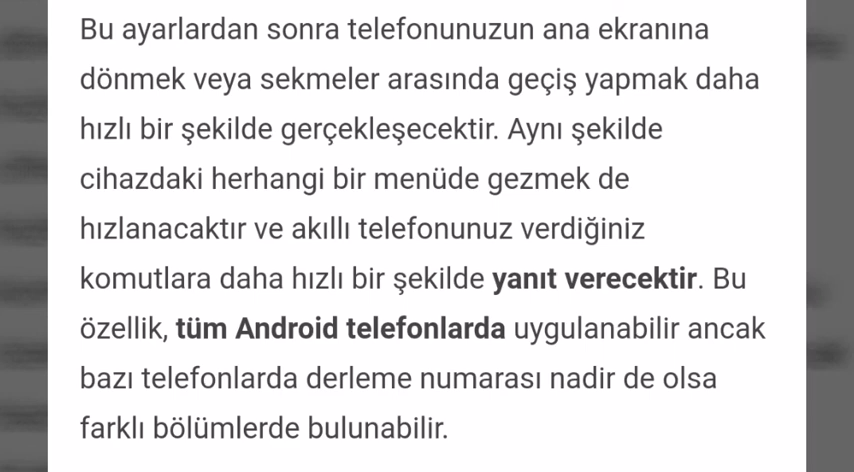 Bu ayarlardan sonra telefonunuzun ana ekranına
dönmek veya sekmeler arasında geçiş yapmak daha
hızlı bir şekilde gerçekleşecektir. Aynı şekilde
cihazdaki herhangi bir menüde gezmek de
hızlanacaktır ve akıllı telefonunuz verdiğiniz
komutlara daha hızlı bir şekilde yanıt verecektir. Bu
özellik, tüm Android telefonlarda uygulanabilir ancak
bazı telefonlarda derleme numarası nadir de olsa
farklı bölümlerde bulunabilir.